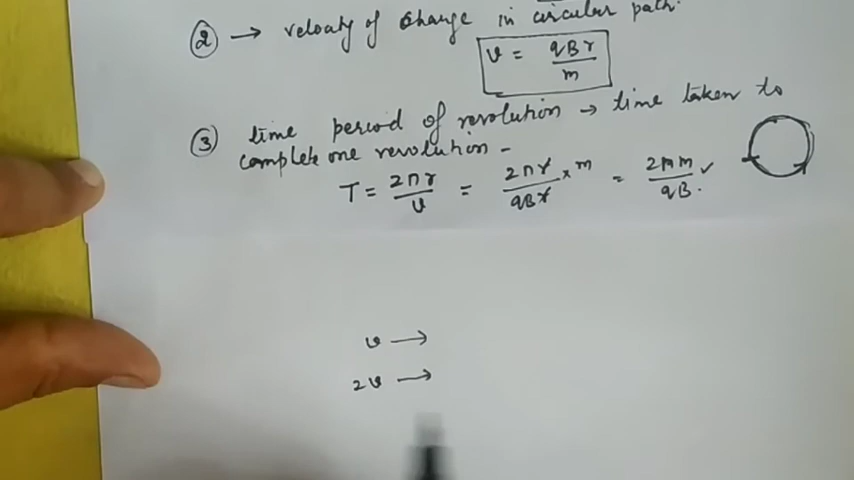 ② → velocity of change in circular path.
v = qBr/m
③ time period of revolution → time taken to
complete one revolution -
T = 2πr/v = 2πr/qBr × m = 2πm/qB. ✓
v →
2v →